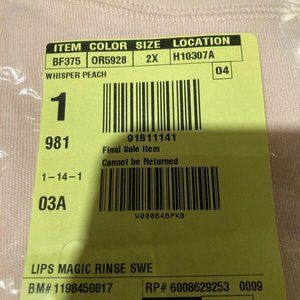 ITEM COLOR SIZE LOCATION
BF375 OR5928 2X H10307A
WHISPER PEACH 04
1
981 91811141
Final Sale Item
Cannot be Returned
1-14-1
03A
W00084BPK0
LIPS MAGIC RINSE SWE
BM# 1198450017 RP# 6008629253 0009